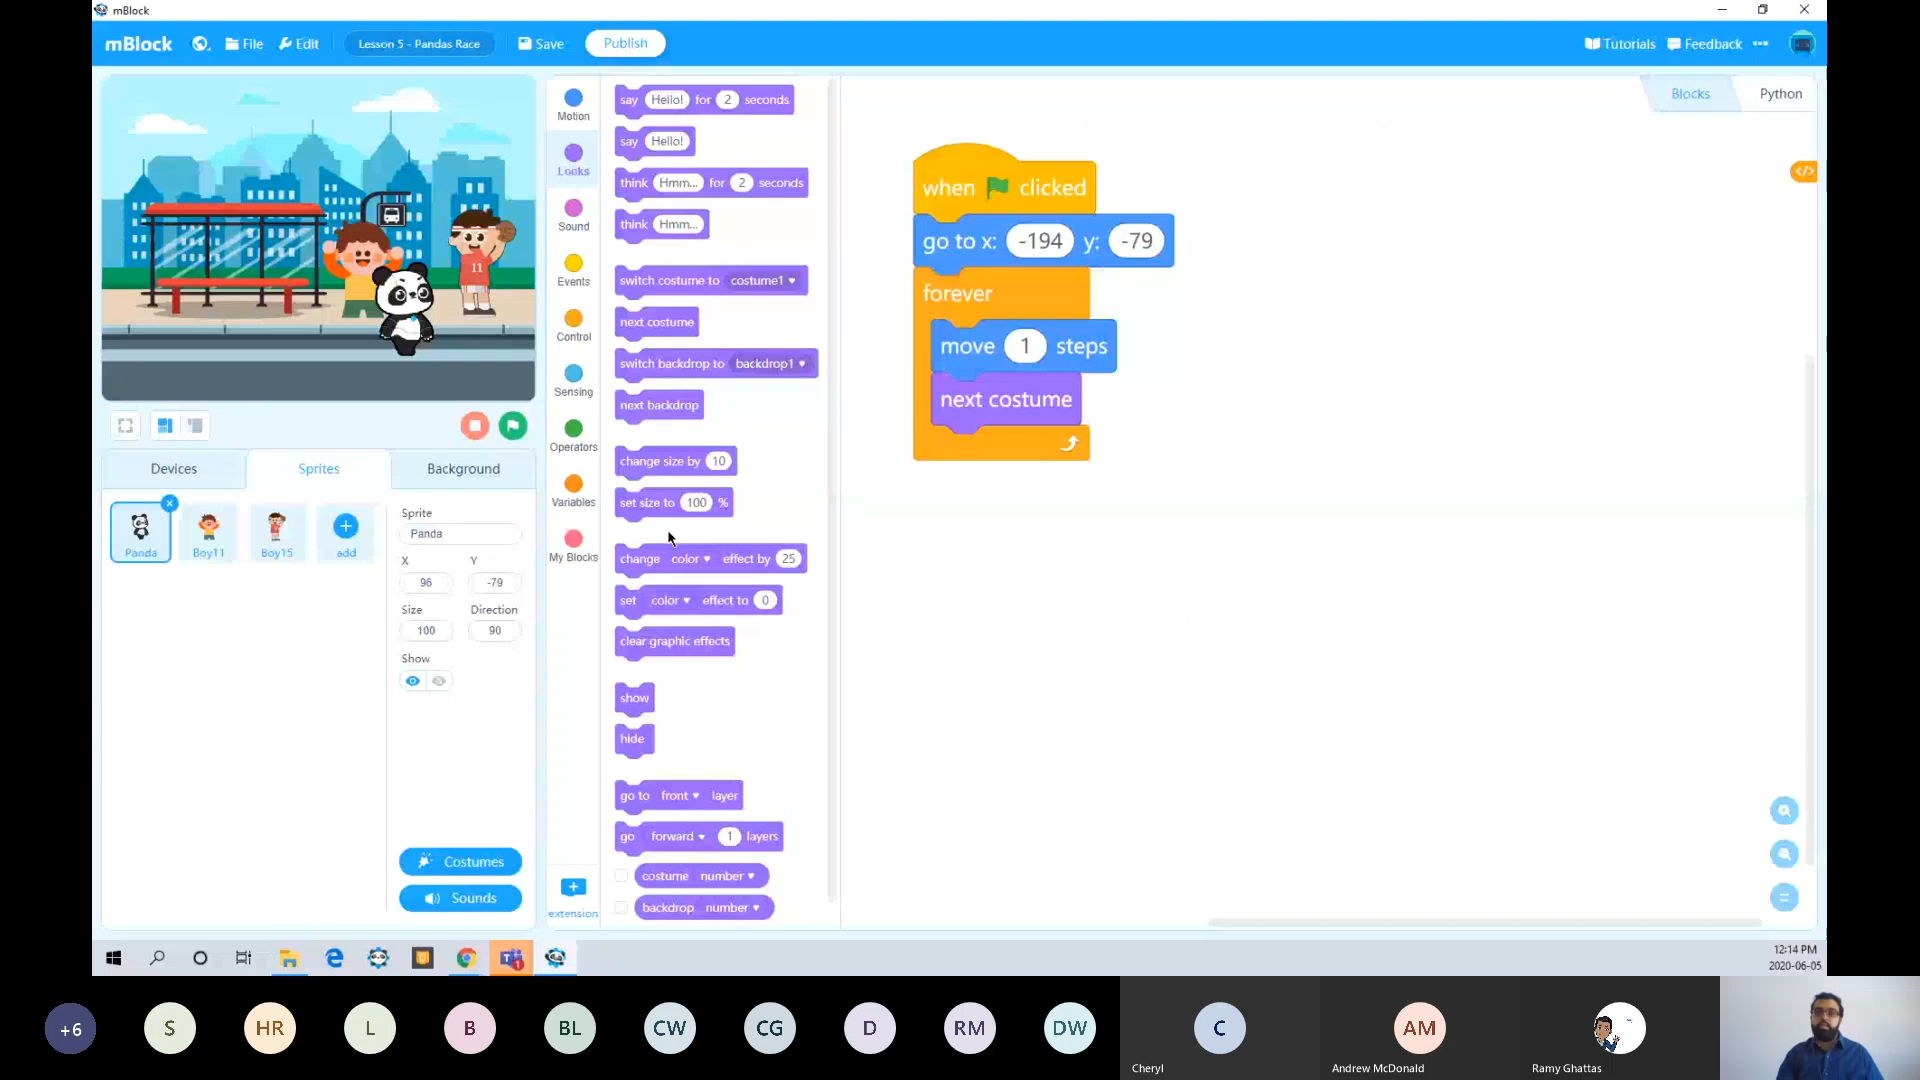 mBlock
mBlock
File
Edit
Lesson 5 - Pandas Race
Save
Publish
Tutorials
Feedback
Blocks
Python
11
Devices
Sprites
Background
Panda
Boy11
Boy15
add
Sprite
Panda
X
Y
96
-79
Size
Direction
100
90
Show
Costumes
Sounds
Motion
Looks
Sound
Events
Control
Sensing
Operators
Variables
My Blocks
extension
say Hello! for 2 seconds
say Hello!
think Hmm... for 2 seconds
think Hmm...
switch costume to costume1
next costume
switch backdrop to backdrop1
next backdrop
change size by 10
set size to 100 %
change color effect by 25
set color effect to 0
clear graphic effects
show
hide
go to front layer
go forward 1 layers
costume number
backdrop number
when clicked
go to x: -194 y: -79
forever
move 1 steps
next costume
12:14 PM
2020-06-05
+6
S
HR
L
B
BL
CW
CG
D
RM
DW
C
Cheryl
AM
Andrew McDonald
Ramy Ghattas